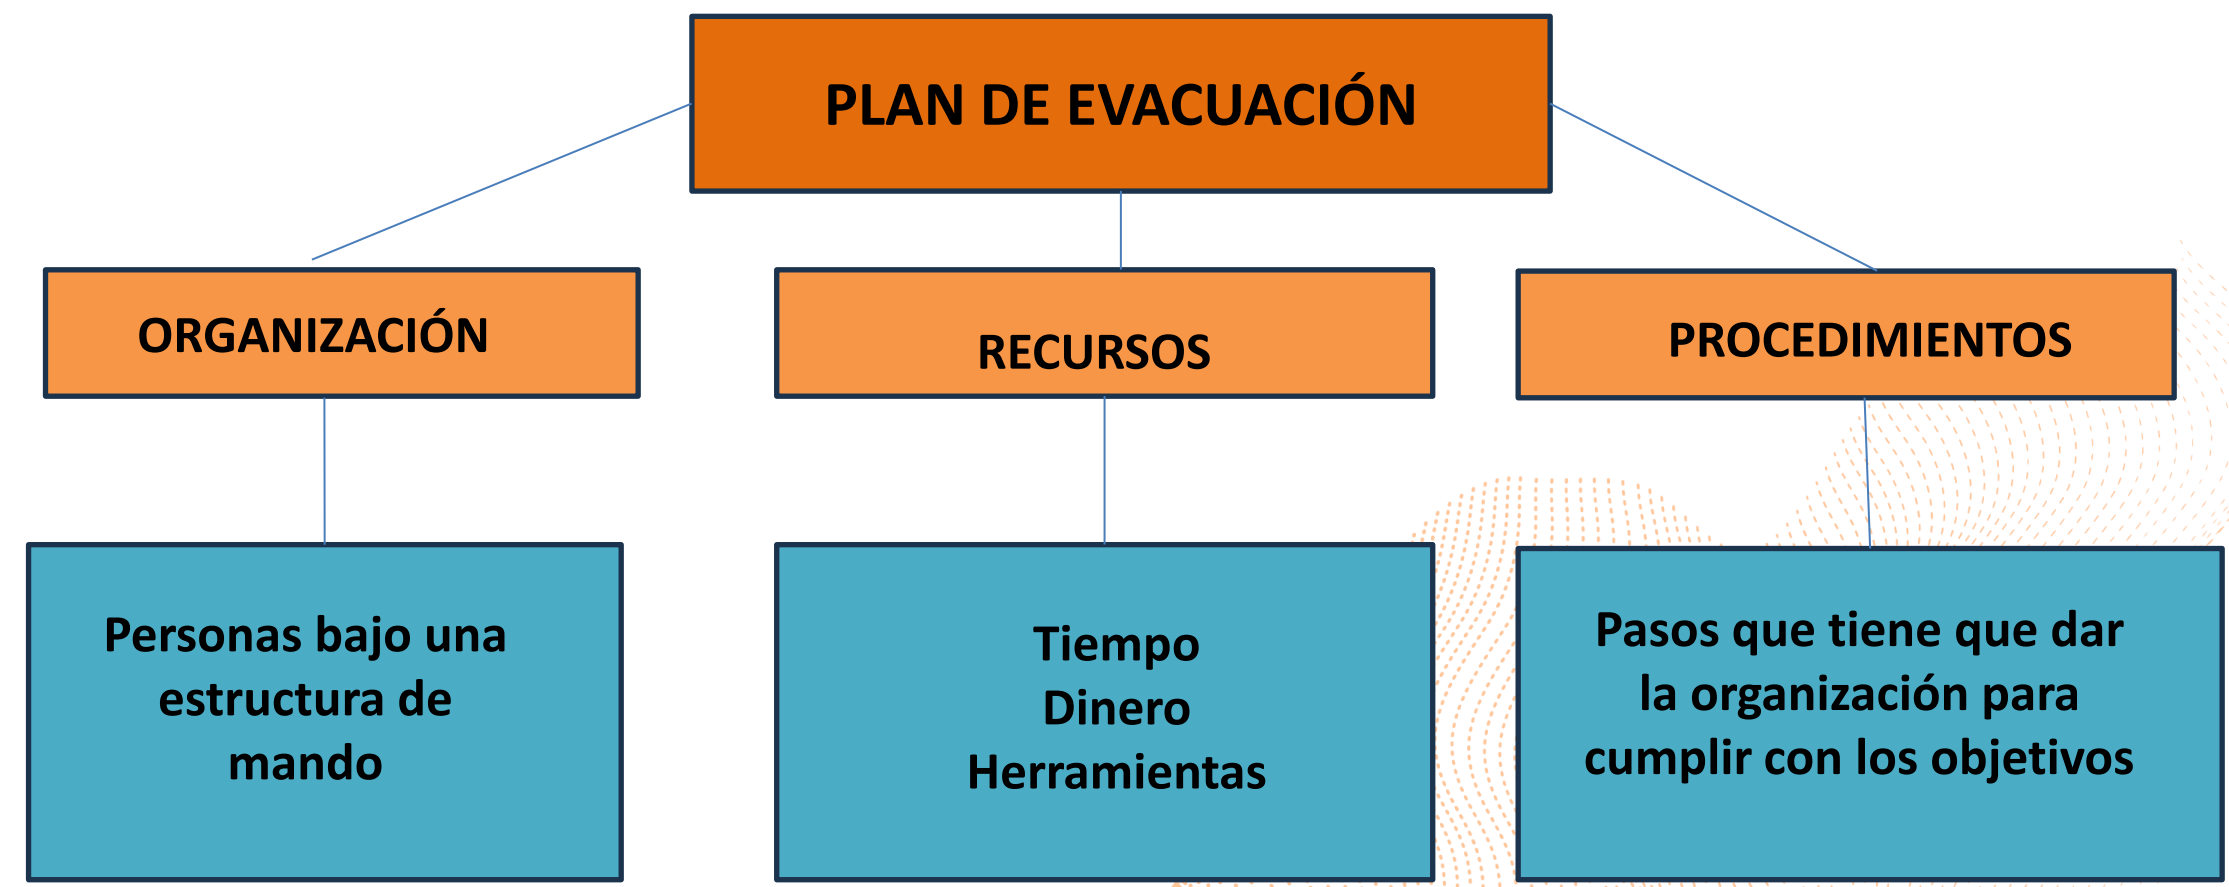 PLAN DE EVACUACIÓN
ORGANIZACIÓN
RECURSOS
PROCEDIMIENTOS
Personas bajo una
estructura de
mando
Tiempo
Dinero
Herramientas
Pasos que tiene que dar
la organización para
cumplir con los objetivos